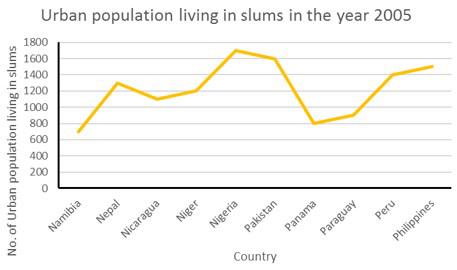 Urban population living in slums in the year 2005
No. of Urban population living in slums
1800
1600
1400
1200
1000
800
600
400
200
0
Namibia
Nepal
Nicaragua
Niger
Nigeria
Pakistan
Panama
Paraguay
Peru
Philippines
Country